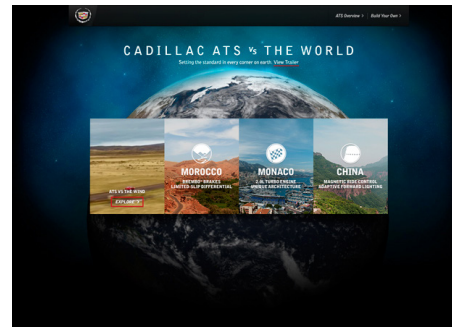 ATS Overview > Build Your Own >
CADILLAC ATS VS THE WORLD
Setting the standard in every corner on earth. View Trailer
ATS VS THE WIND
EXPLORE >
MOROCCO
BREMBO® BRAKES
LIMITED-SLIP DIFFERENTIAL
MONACO
2.0L TURBO ENGINE
UNIQUE ARCHITECTURE
CHINA
MAGNETIC RIDE CONTROL
ADAPTIVE FORWARD LIGHTING